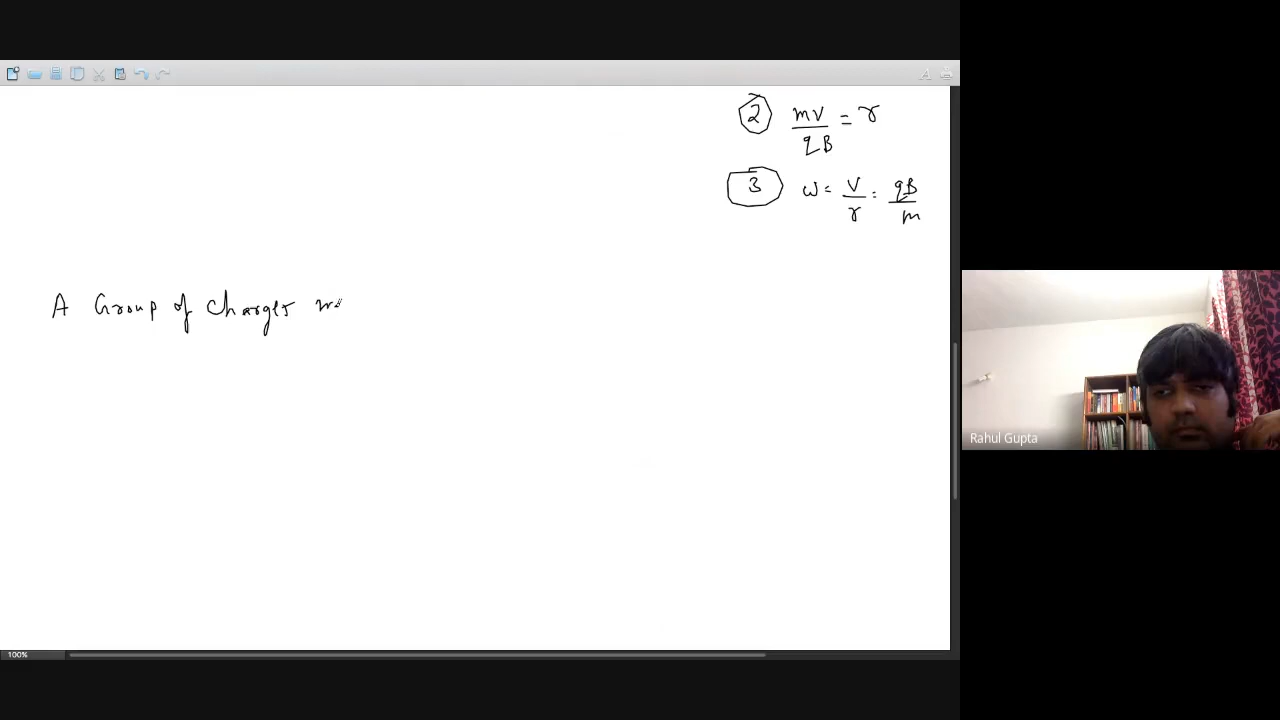 2 mv/qB = r
3 ω = v/r = qB/m
A Group of charges
Rahul Gupta
100%